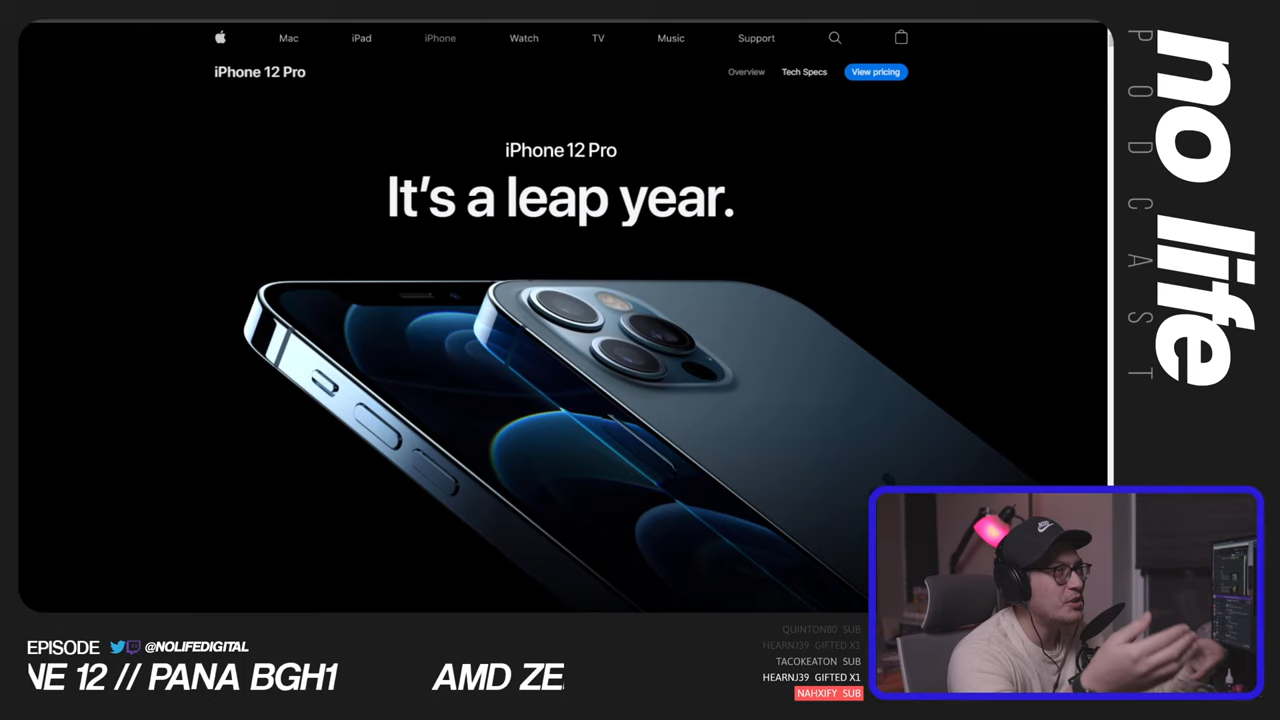 Mac iPad iPhone Watch TV Music Support
iPhone 12 Pro
Overview Tech Specs View pricing
iPhone 12 Pro
It's a leap year.
no life
PODCAST
EPISODE @NOLIFEDIGITAL
NE 12 // PANA BGH1 AMD ZE
QUINTON80 SUB
HEARNJ39 GIFTED X1
TACOKEATON SUB
HEARNJ39 GIFTED X1
NAHXIFY SUB